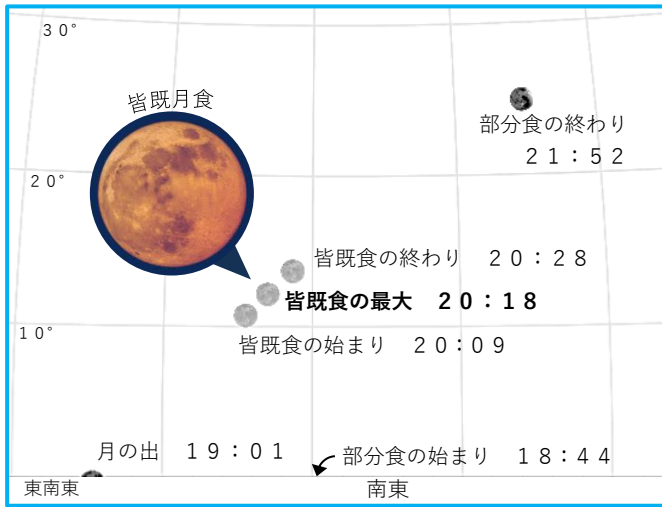 30°
皆既月食
部分食の終わり
21：52
20°
皆既食の終わり　20：28
皆既食の最大　20：18
皆既食の始まり　20：09
10°
月の出　19：01
部分食の始まり　18：44
東南東
南東